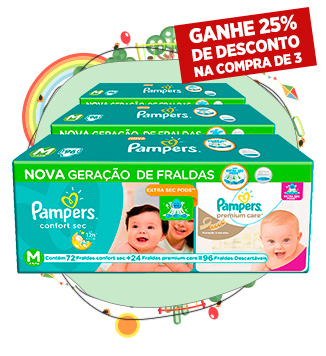 GANHE 25%
DE DESCONTO
NA COMPRA DE 3
M
Pampers
NOVA GERAÇÃO DE FRALDAS
M
Pampers
NOVA GERAÇÃO DE FRALDAS
M
Pampers
NOVA GERAÇÃO DE FRALDAS
EXTRA SEC PODS
Pampers
confort sec
Pampers
premium care
M
Contém 72 Fraldas confort sec + 24 Fraldas premium care = 96 Fraldas Descartáveis